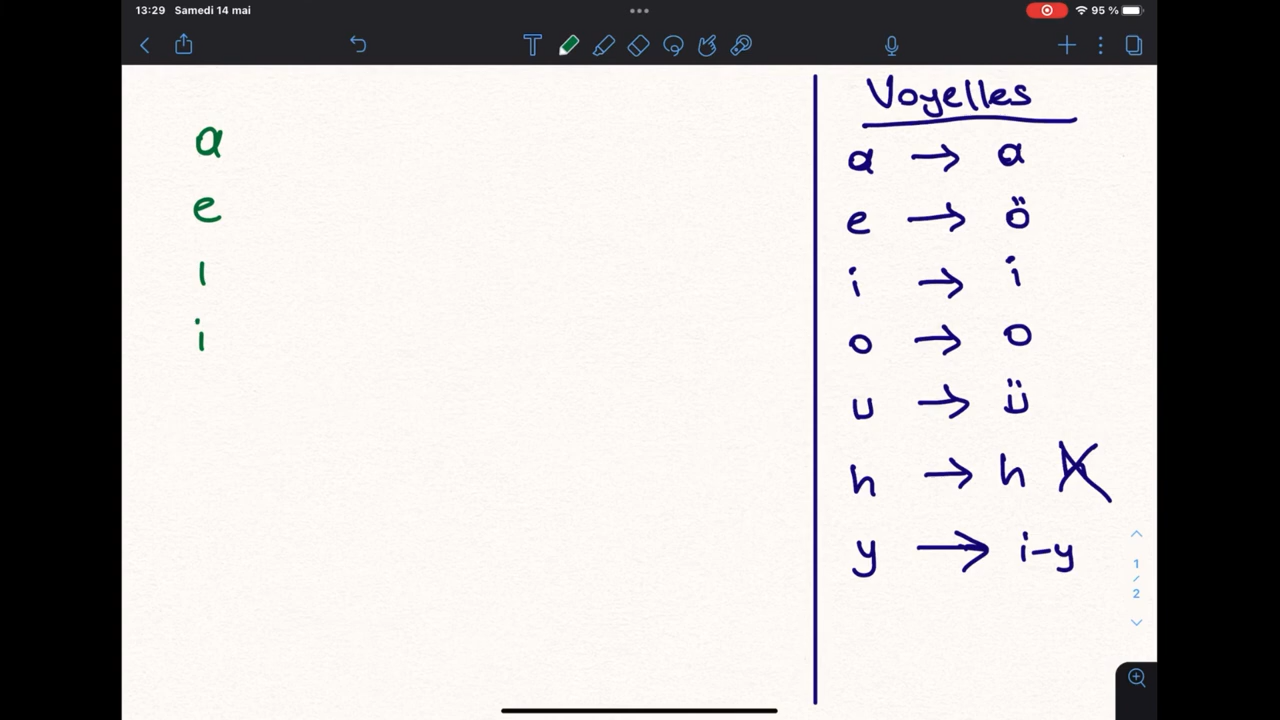 13:29 Samedi 14 mai
95 %
a
e
ı
i
Voyelles
a → a
e → ö
i → i
o → o
u → ü
h → h
y → i-y
1
/
2